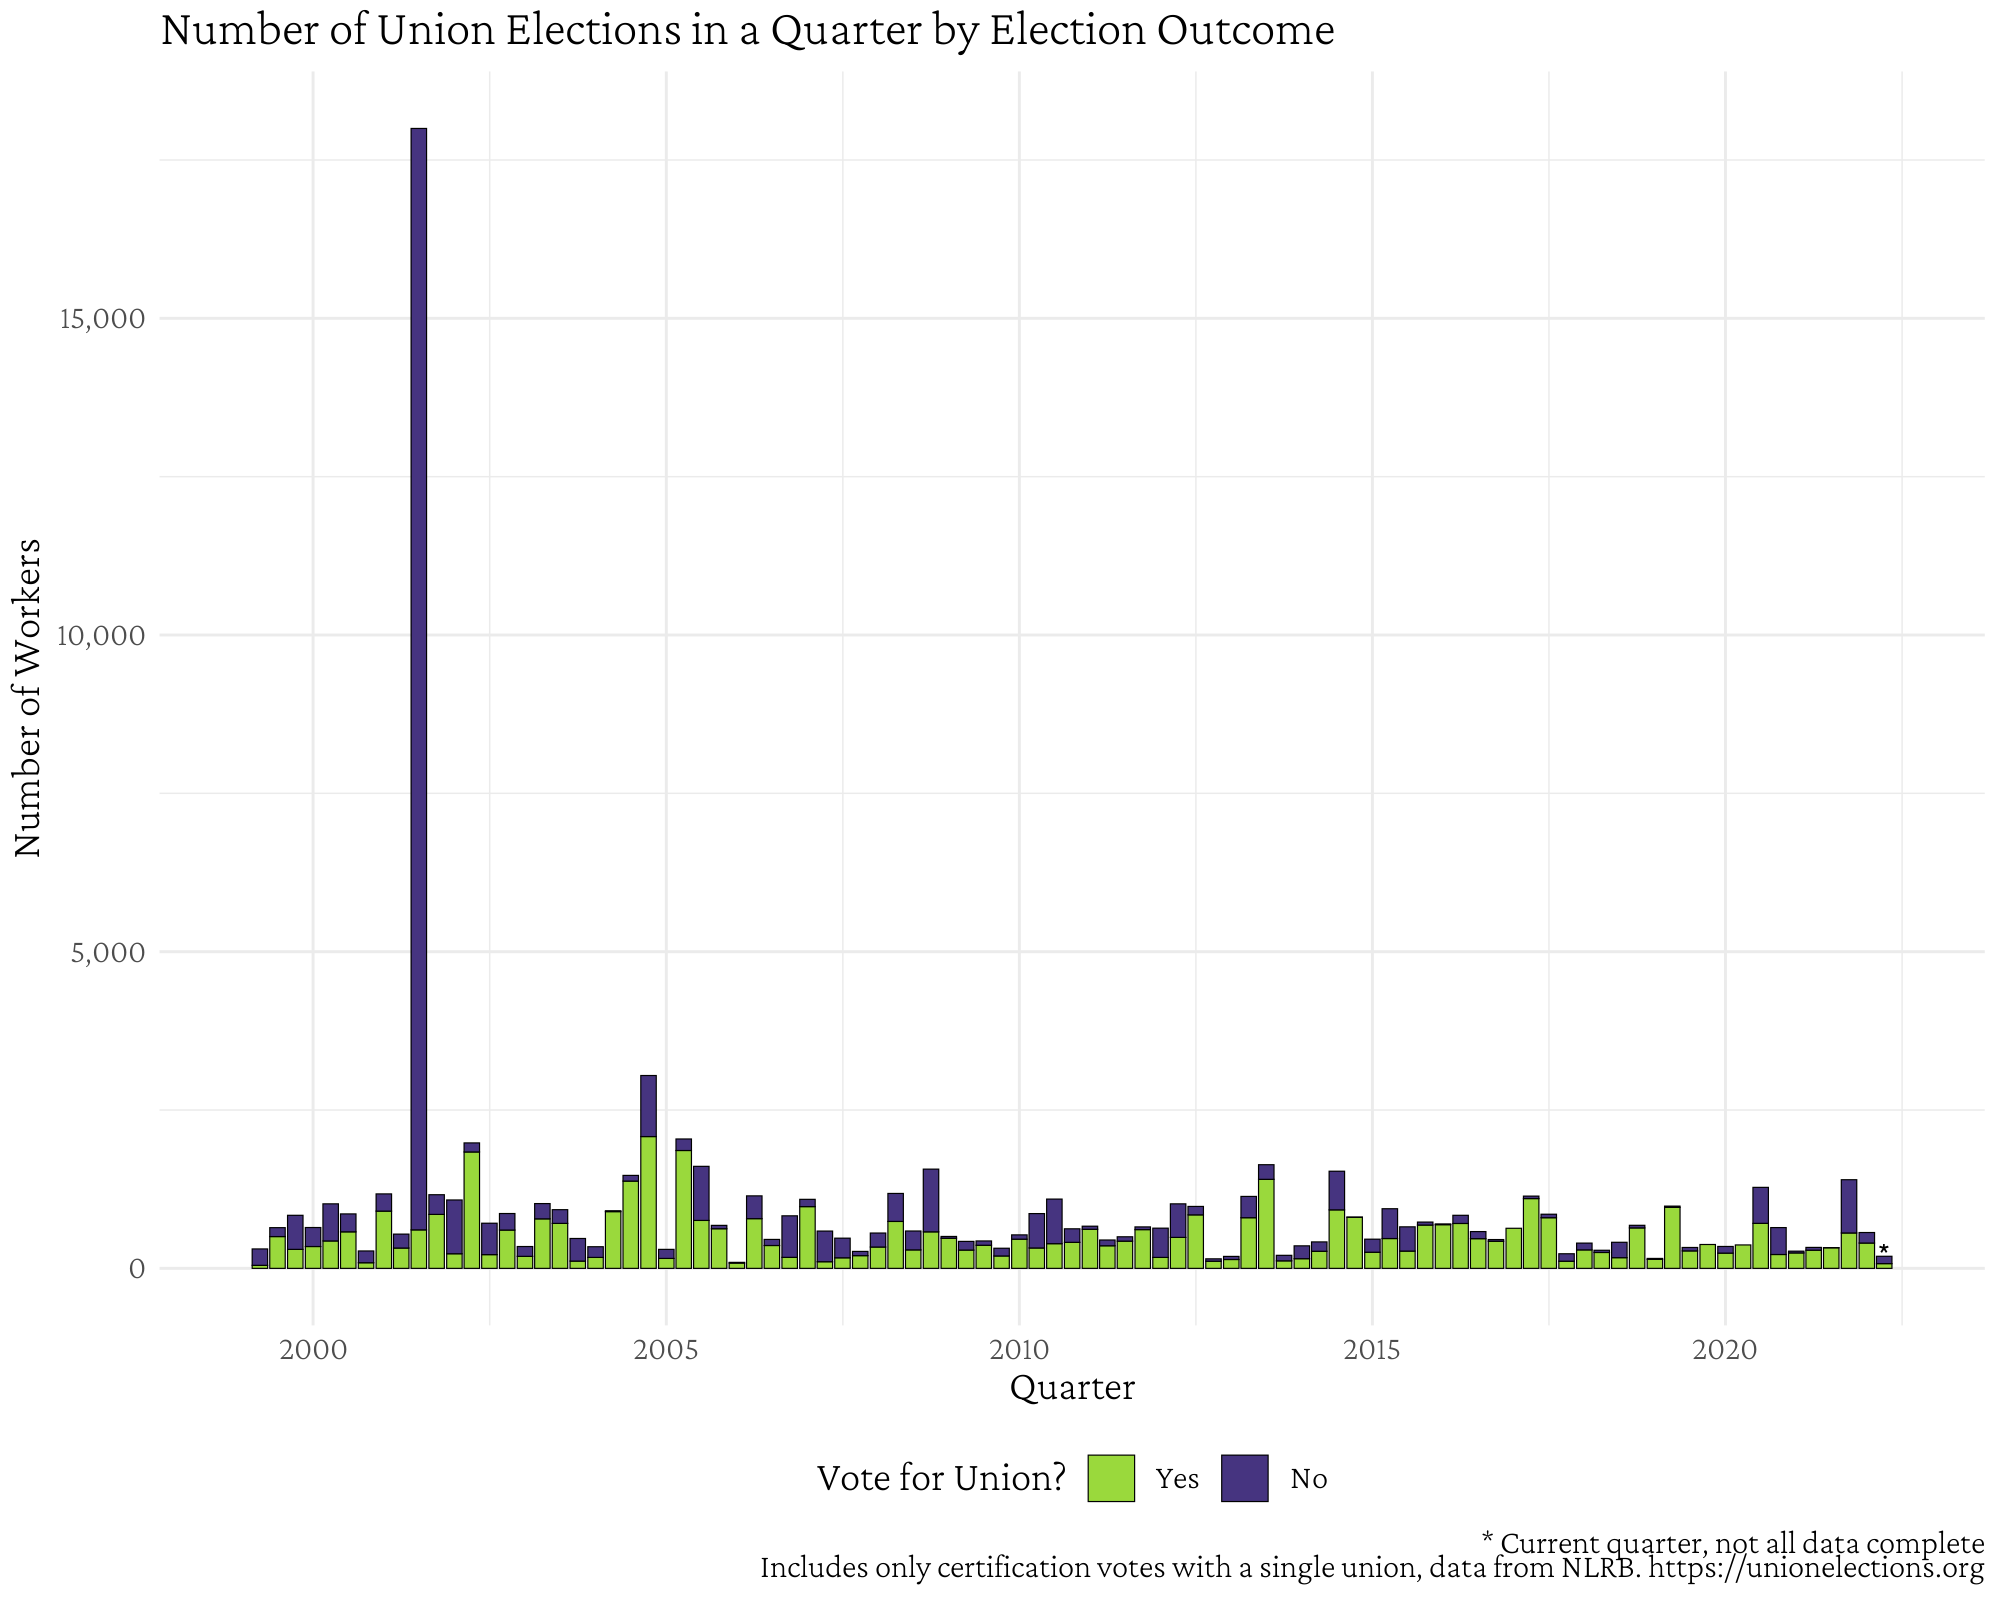 Number of Union Elections in a Quarter by Election Outcome
Number of Workers
15,000
10,000
5,000
0
2000 2005 2010 2015 2020
*
Quarter
Vote for Union? Yes No
* Current quarter, not all data complete
Includes only certification votes with a single union, data from NLRB. https://unionelections.org